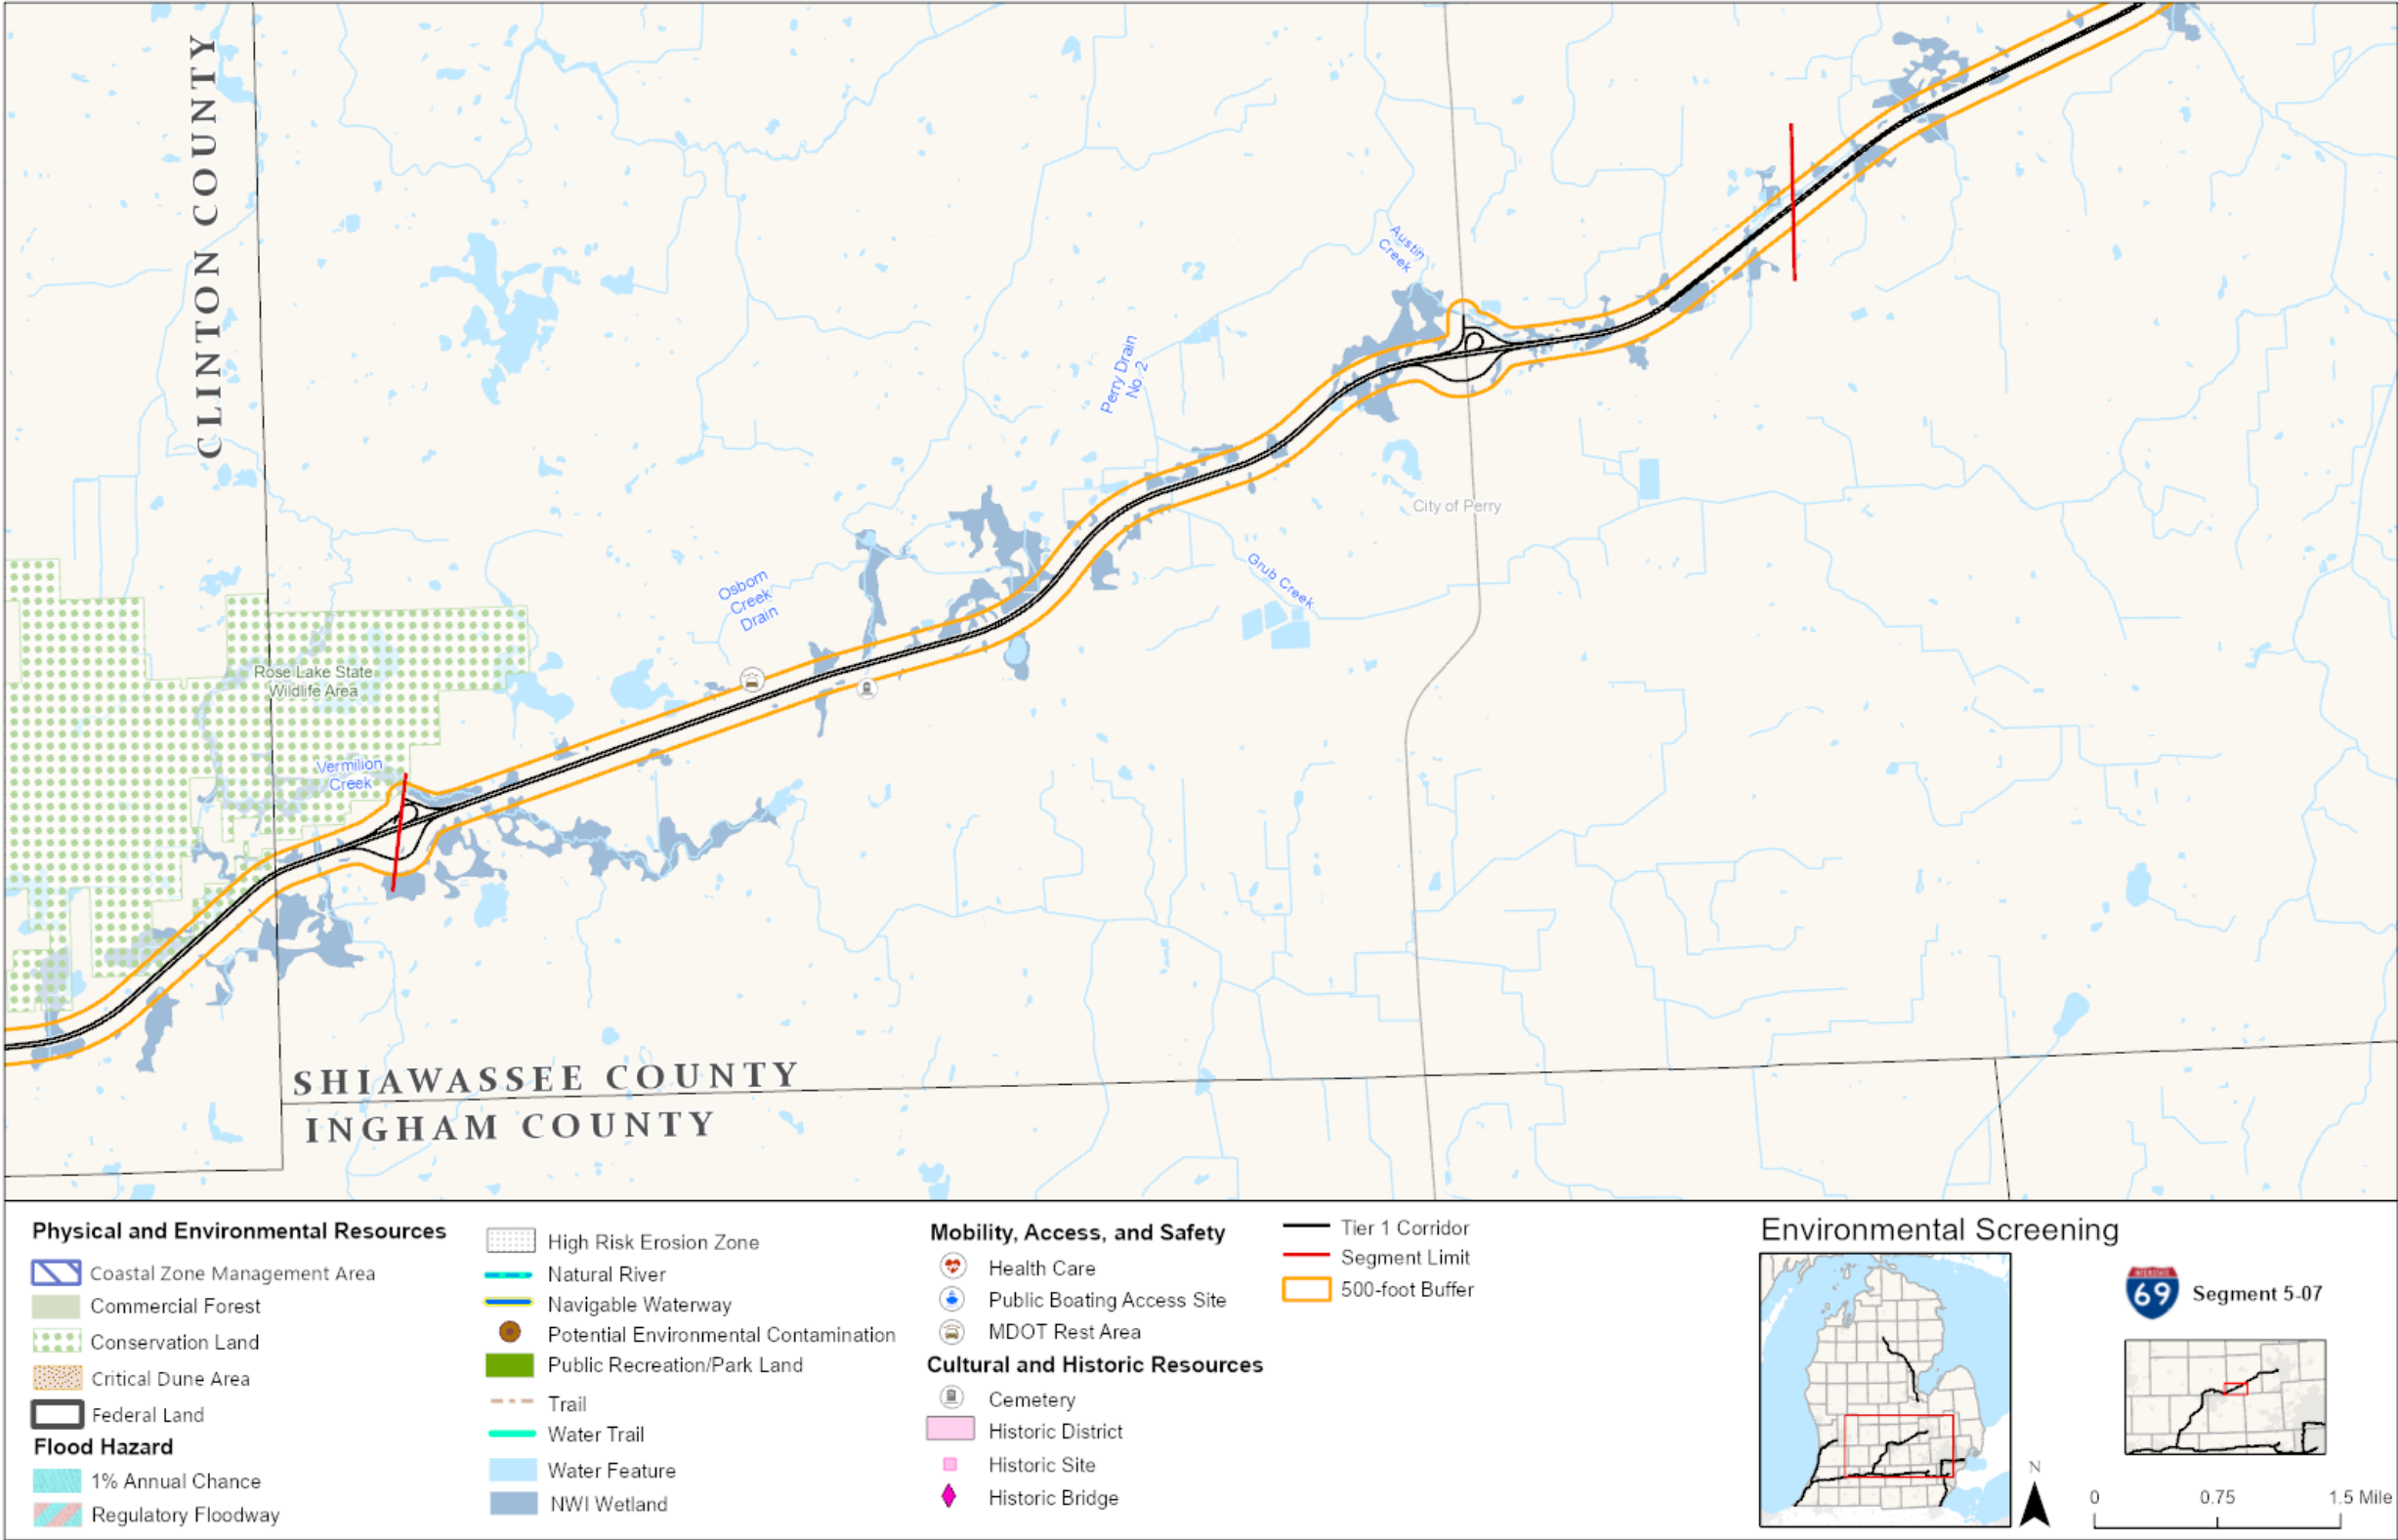 CLINTON COUNTY
Austin
Creek
Perry Drain
No. 2
City of Perry
Osborn
Creek
Drain
Grub Creek
Rose Lake State
Wildlife Area
Vermilion
Creek
SHIAWASSEE COUNTY
INGHAM COUNTY
Physical and Environmental Resources
Coastal Zone Management Area
Commercial Forest
Conservation Land
Critical Dune Area
Federal Land
Flood Hazard
1% Annual Chance
Regulatory Floodway
High Risk Erosion Zone
Natural River
Navigable Waterway
Potential Environmental Contamination
Public Recreation/Park Land
Trail
Water Trail
Water Feature
NWI Wetland
Mobility, Access, and Safety
Health Care
Public Boating Access Site
MDOT Rest Area
Cultural and Historic Resources
Cemetery
Historic District
Historic Site
Historic Bridge
Tier 1 Corridor
Segment Limit
500-foot Buffer
Environmental Screening
INTERSTATE
69
Segment 5-07
N
0 0.75 1.5 Mile